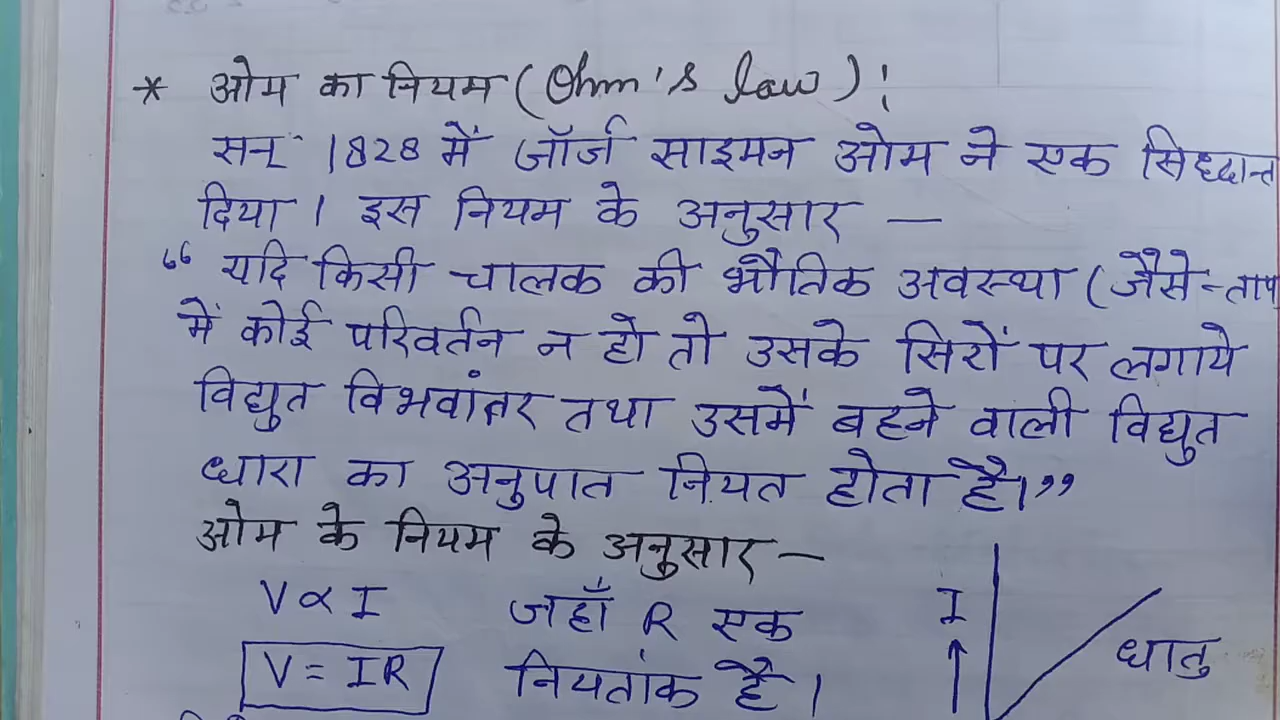 * ओम का नियम (Ohm's law) :
सन् 1828 में जॉर्ज साइमन ओम ने एक सिद्धान्त
दिया। इस नियम के अनुसार —
“ यदि किसी चालक की भौतिक अवस्था (जैसे-ताप
में कोई परिवर्तन न हो तो उसके सिरों पर लगाये
विद्युत विभवांतर तथा उसमें बहने वाली विद्युत
धारा का अनुपात नियत होता है।”
ओम के नियम के अनुसार —
V ∝ I जहाँ R एक
V = IR नियतांक है।
I
धातु